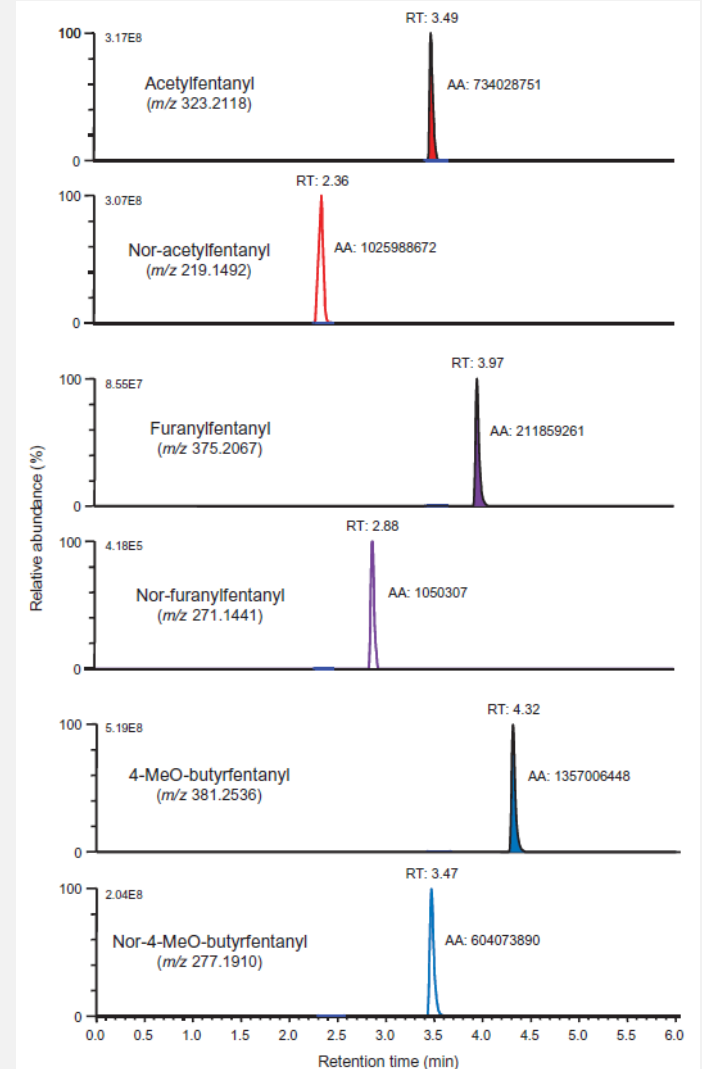 RT: 3.49
100
3.17E8
Acetylfentanyl
(m/z 323.2118)
AA: 734028751
0
RT: 2.36
100
3.07E8
Nor-acetylfentanyl
(m/z 219.1492)
AA: 1025988672
0
RT: 3.97
100
8.55E7
Furanylfentanyl
(m/z 375.2067)
AA: 211859261
0
Relative abundance (%)
RT: 2.88
100
4.18E5
Nor-furanylfentanyl
(m/z 271.1441)
AA: 1050307
0
RT: 4.32
100
5.19E8
4-MeO-butyrfentanyl
(m/z 381.2536)
AA: 1357006448
0
RT: 3.47
100
2.04E8
Nor-4-MeO-butyrfentanyl
(m/z 277.1910)
AA: 604073890
0
0.0 0.5 1.0 1.5 2.0 2.5 3.0 3.5 4.0 4.5 5.0 5.5 6.0
Retention time (min)